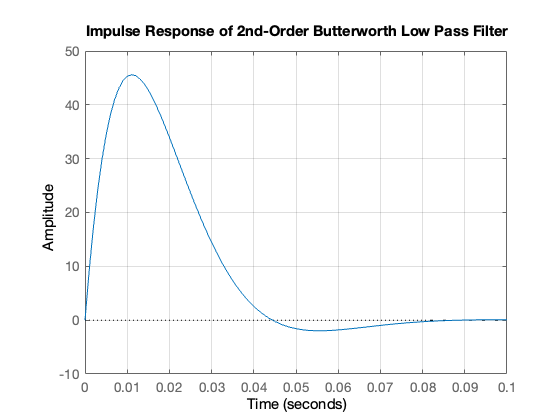 Impulse Response of 2nd-Order Butterworth Low Pass Filter
50
40
30
20
10
0
-10
Amplitude
0 0.01 0.02 0.03 0.04 0.05 0.06 0.07 0.08 0.09 0.1
Time (seconds)